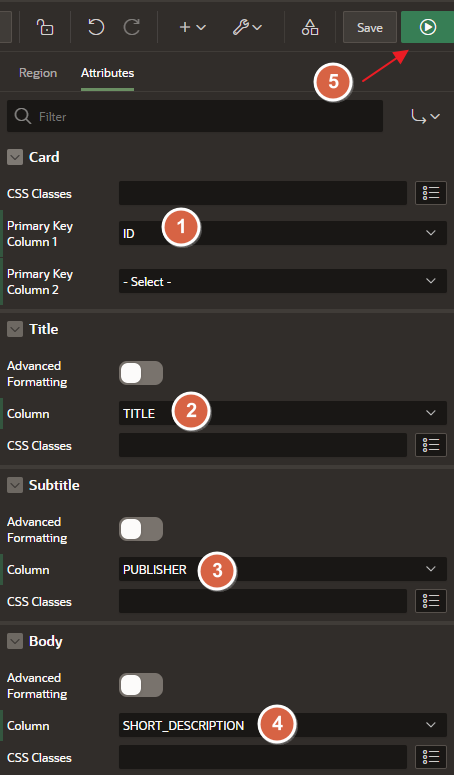 Save
5
Region
Attributes
Filter
Card
CSS Classes
Primary Key
Column 1
ID
1
Primary Key
Column 2
- Select -
Title
Advanced
Formatting
Column
TITLE
2
CSS Classes
Subtitle
Advanced
Formatting
Column
PUBLISHER
3
CSS Classes
Body
Advanced
Formatting
Column
SHORT_DESCRIPTION
4
CSS Classes